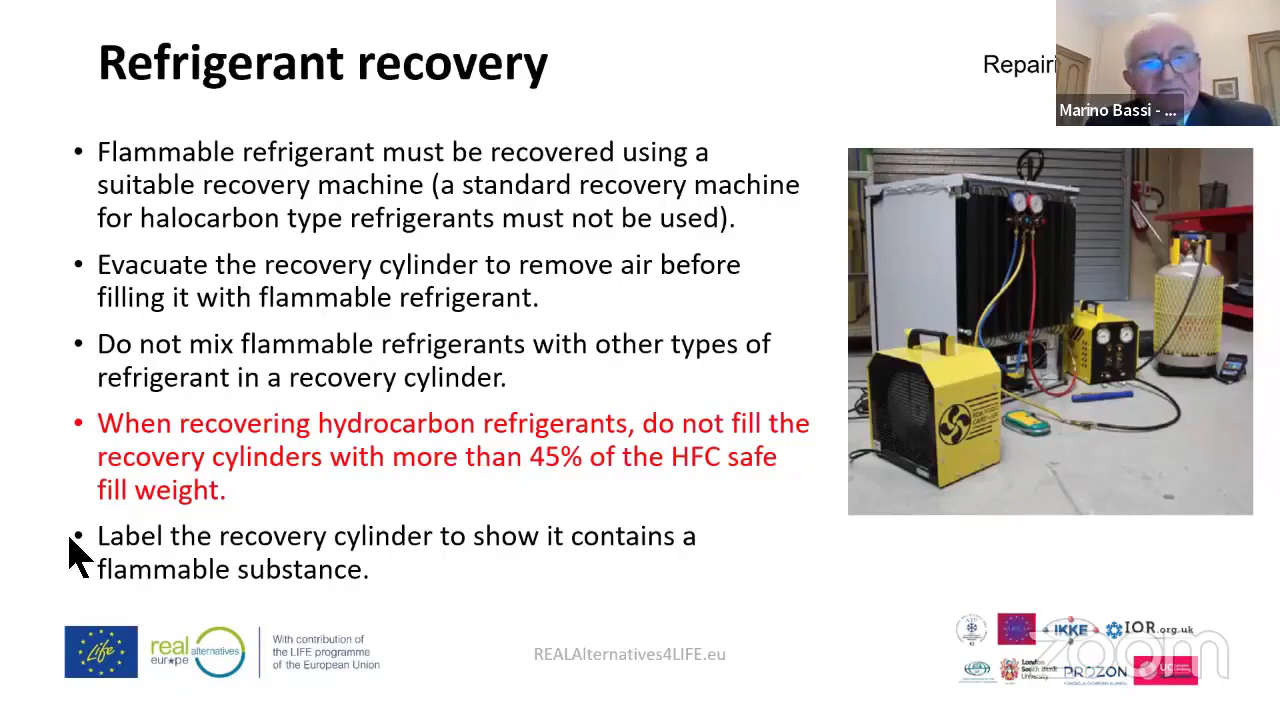 Refrigerant recovery
Repairi
Marino Bassi - ...
• Flammable refrigerant must be recovered using a
suitable recovery machine (a standard recovery machine
for halocarbon type refrigerants must not be used).
• Evacuate the recovery cylinder to remove air before
filling it with flammable refrigerant.
• Do not mix flammable refrigerants with other types of
refrigerant in a recovery cylinder.
• When recovering hydrocarbon refrigerants, do not fill the
recovery cylinders with more than 45% of the HFC safe
fill weight.
• Label the recovery cylinder to show it contains a
flammable substance.
Life
real alternatives
europe
With contribution of
the LIFE programme
of the European Union
REALAlternatives4LIFE.eu
IKKE
IOR.org.uk
London
South Bank
University
PROZON
UC
zoom